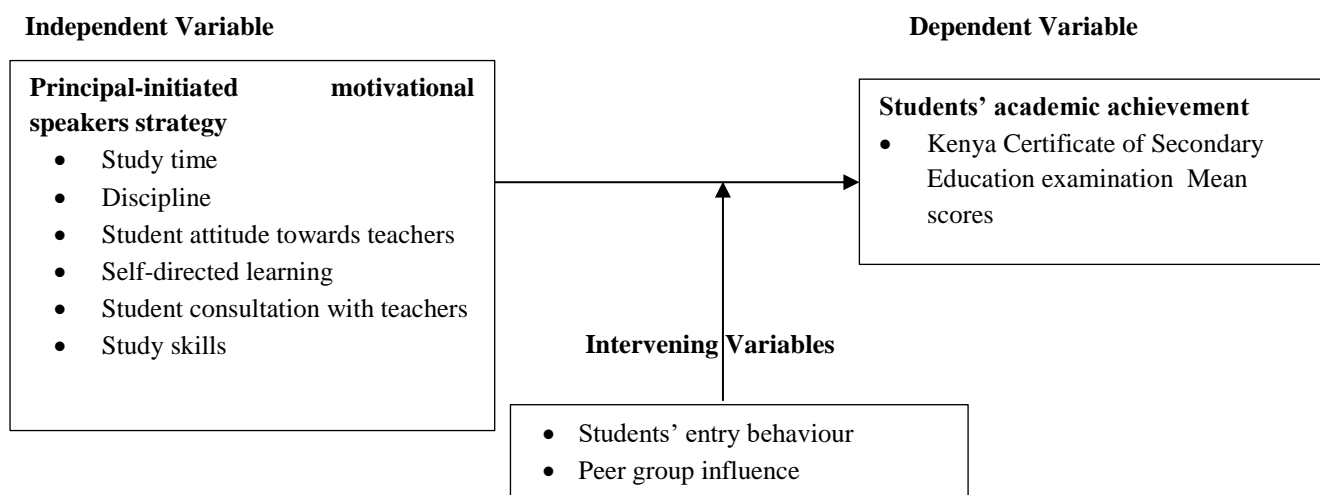 Independent Variable
Dependent Variable
Principal-initiated motivational
speakers strategy
• Study time
• Discipline
• Student attitude towards teachers
• Self-directed learning
• Student consultation with teachers
• Study skills
Students’ academic achievement
• Kenya Certificate of Secondary
Education examination Mean
scores
Intervening Variables
• Students’ entry behaviour
• Peer group influence